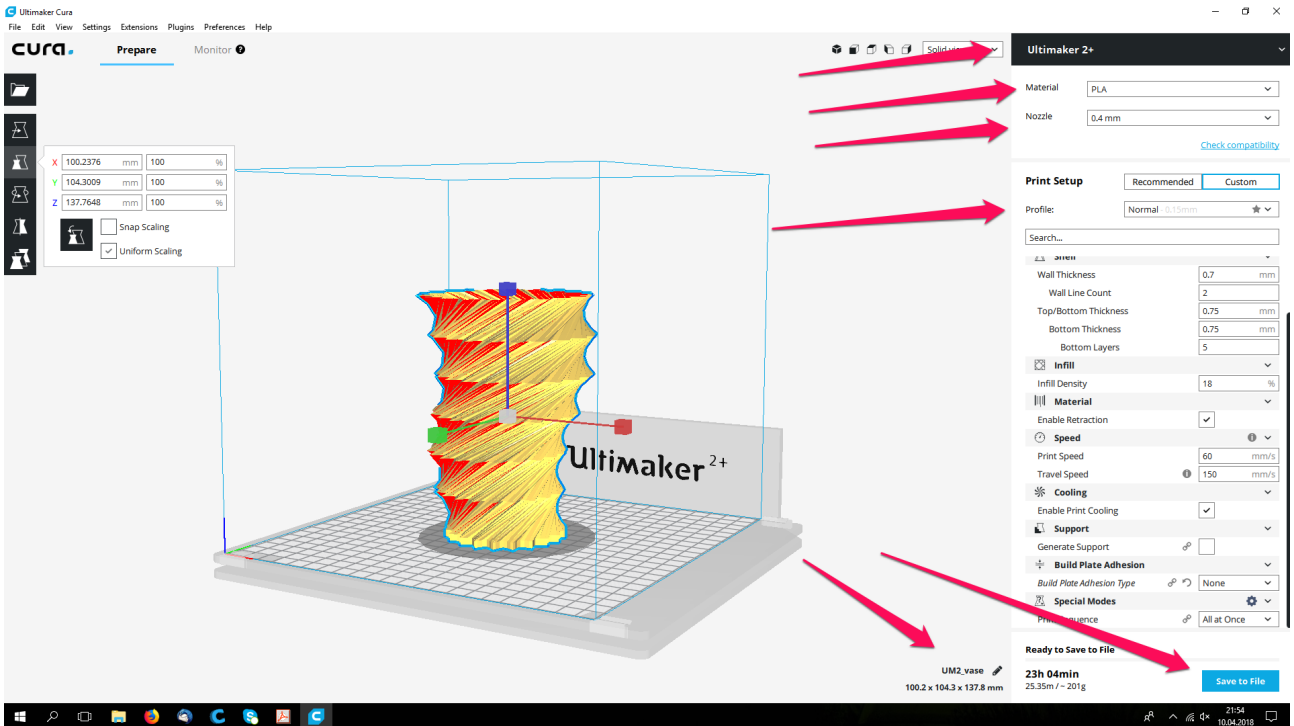 Ultimaker Cura
File Edit View Settings Extensions Plugins Preferences Help
cura. Prepare Monitor ?
Ultimaker 2+
Material PLA
Nozzle 0.4 mm
Check compatibility
X 100.2376 mm 100 %
Y 104.3009 mm 100 %
Z 137.7648 mm 100 %
Snap Scaling
Uniform Scaling
Print Setup Recommended Custom
Profile: Normal 0.15mm
Search...
Shell
Wall Thickness 0.7 mm
Wall Line Count 2
Top/Bottom Thickness 0.75 mm
Bottom Thickness 0.75 mm
Bottom Layers 5
Infill
Infill Density 18 %
Material
Enable Retraction
Speed
Print Speed 60 mm/s
Travel Speed 150 mm/s
Cooling
Enable Print Cooling
Support
Generate Support
Build Plate Adhesion
Build Plate Adhesion Type None
Special Modes
All at Once
Ultimaker 2+
Ready to Save to File
UM2_vase
23h 04min
100.2 x 104.3 x 137.8 mm
25.35m / ~ 201g
Save to File
21:54
10.04.2018